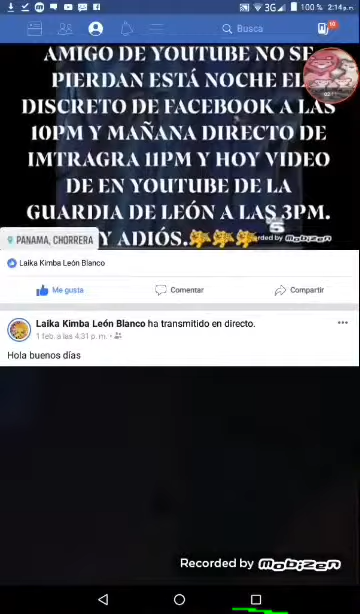 3G 100 % 2:14p.m.
Busca
AMIGO DE YOUTUBE NO SE
PIERDAN ESTÁ NOCHE EL
DISCRETO DE FACEBOOK A LAS
10PM Y MAÑANA DIRECTO DE
IMTRAGRA 11PM Y HOY VIDEO
DE EN YOUTUBE DE LA
GUARDIA DE LEÓN A LAS 3PM.
Y ADIÓS.
PANAMA, CHORRERA
Laika Kimba León Blanco
Me gusta Comentar Compartir
Laika Kimba León Blanco ha transmitido en directo.
1 feb. a las 4:31 p. m.
Hola buenos días
Recorded by Mobizen